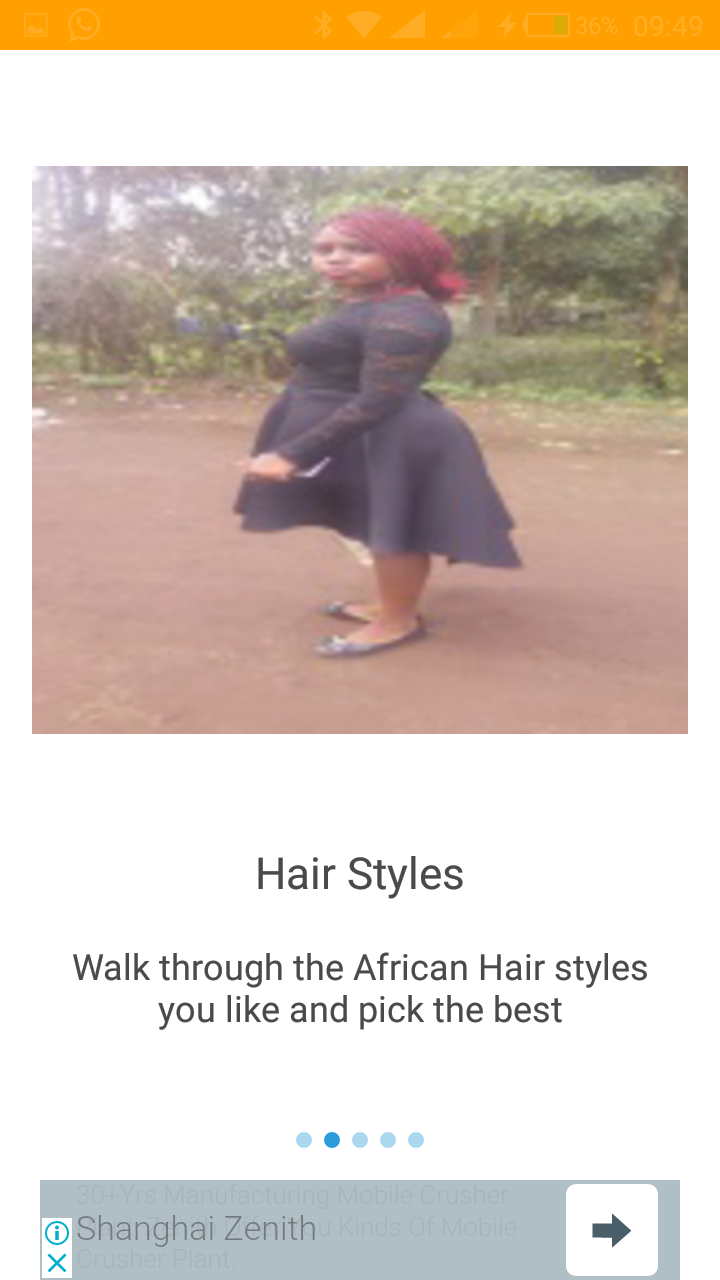 36% 09:49
Hair Styles
Walk through the African Hair styles
you like and pick the best
30+Yrs Manufacturing Mobile Crusher
Shanghai Zenith
Kinds Of Mobile
Crusher Plant.